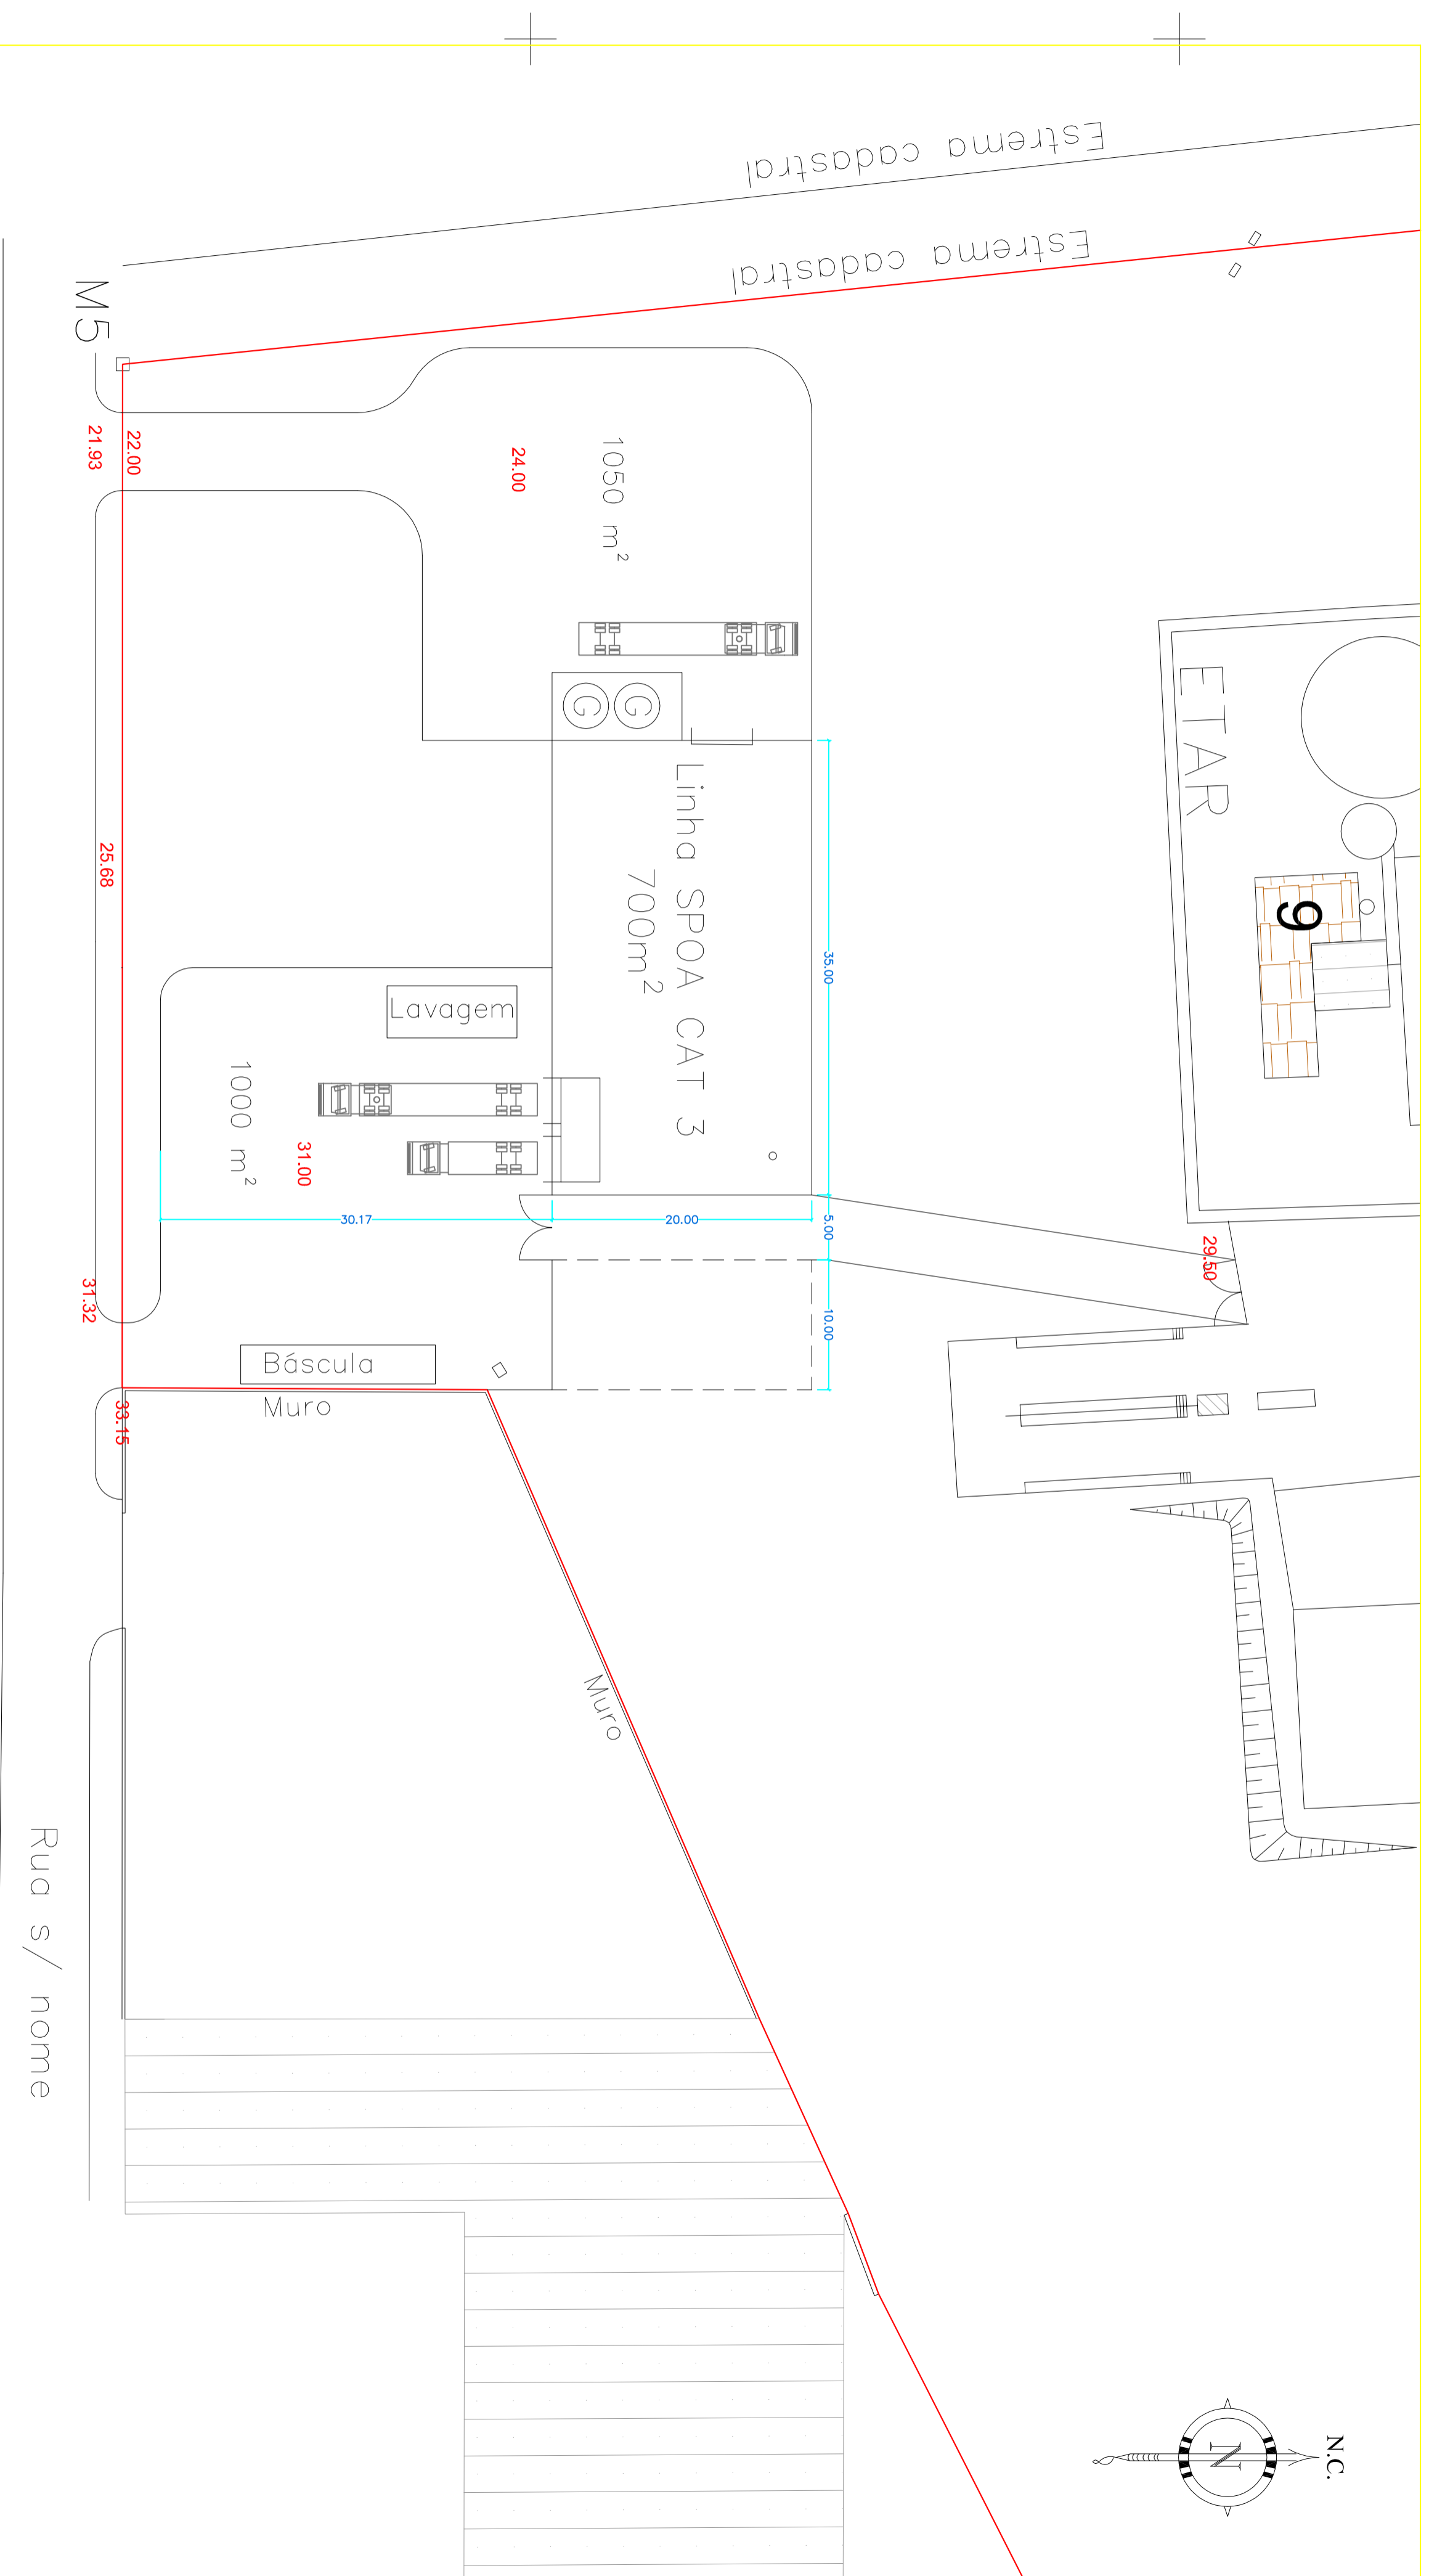 N.C.
N
Estrema cadastral
Estrema cadastral
ETAR
9
29.50
35.00
5.00
10.00
Linha SPOA CAT 3
700m²
1050 m²
24.00
G
G
20.00
30.17
Lavagem
31.00
1000 m²
Báscula
Muro
Muro
M5
22.00
21.93
25.68
31.32
33.15
Rua s/ nome